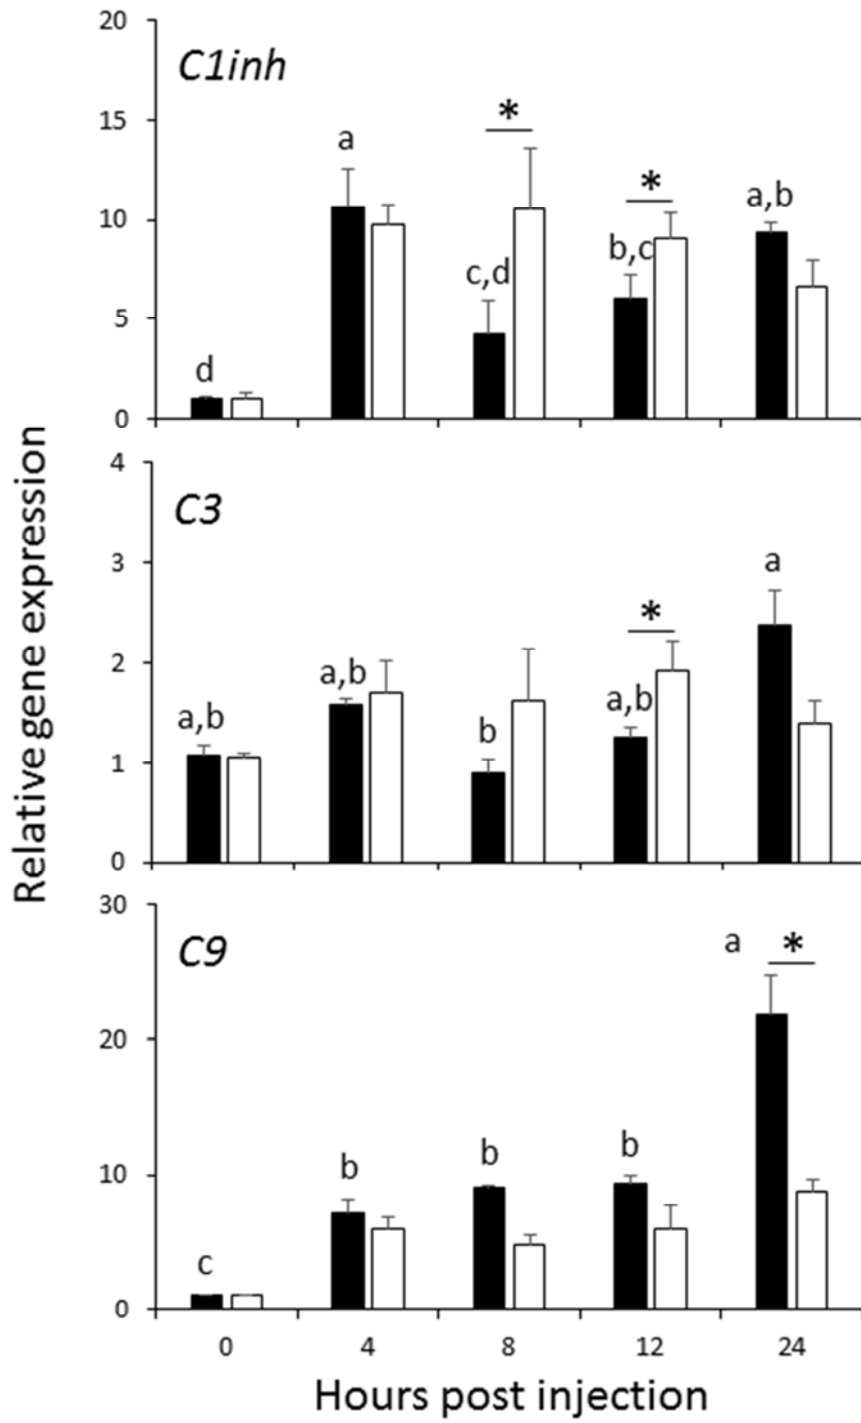 Relative gene expression
20
15
10
5
0
C1inh
d
a
c,d
*
b,c
*
a,b
4
3
2
1
0
C3
a,b
a,b
b
a,b
*
a
30
20
10
0
C9
c
b
b
b
a *
0 4 8 12 24
Hours post injection